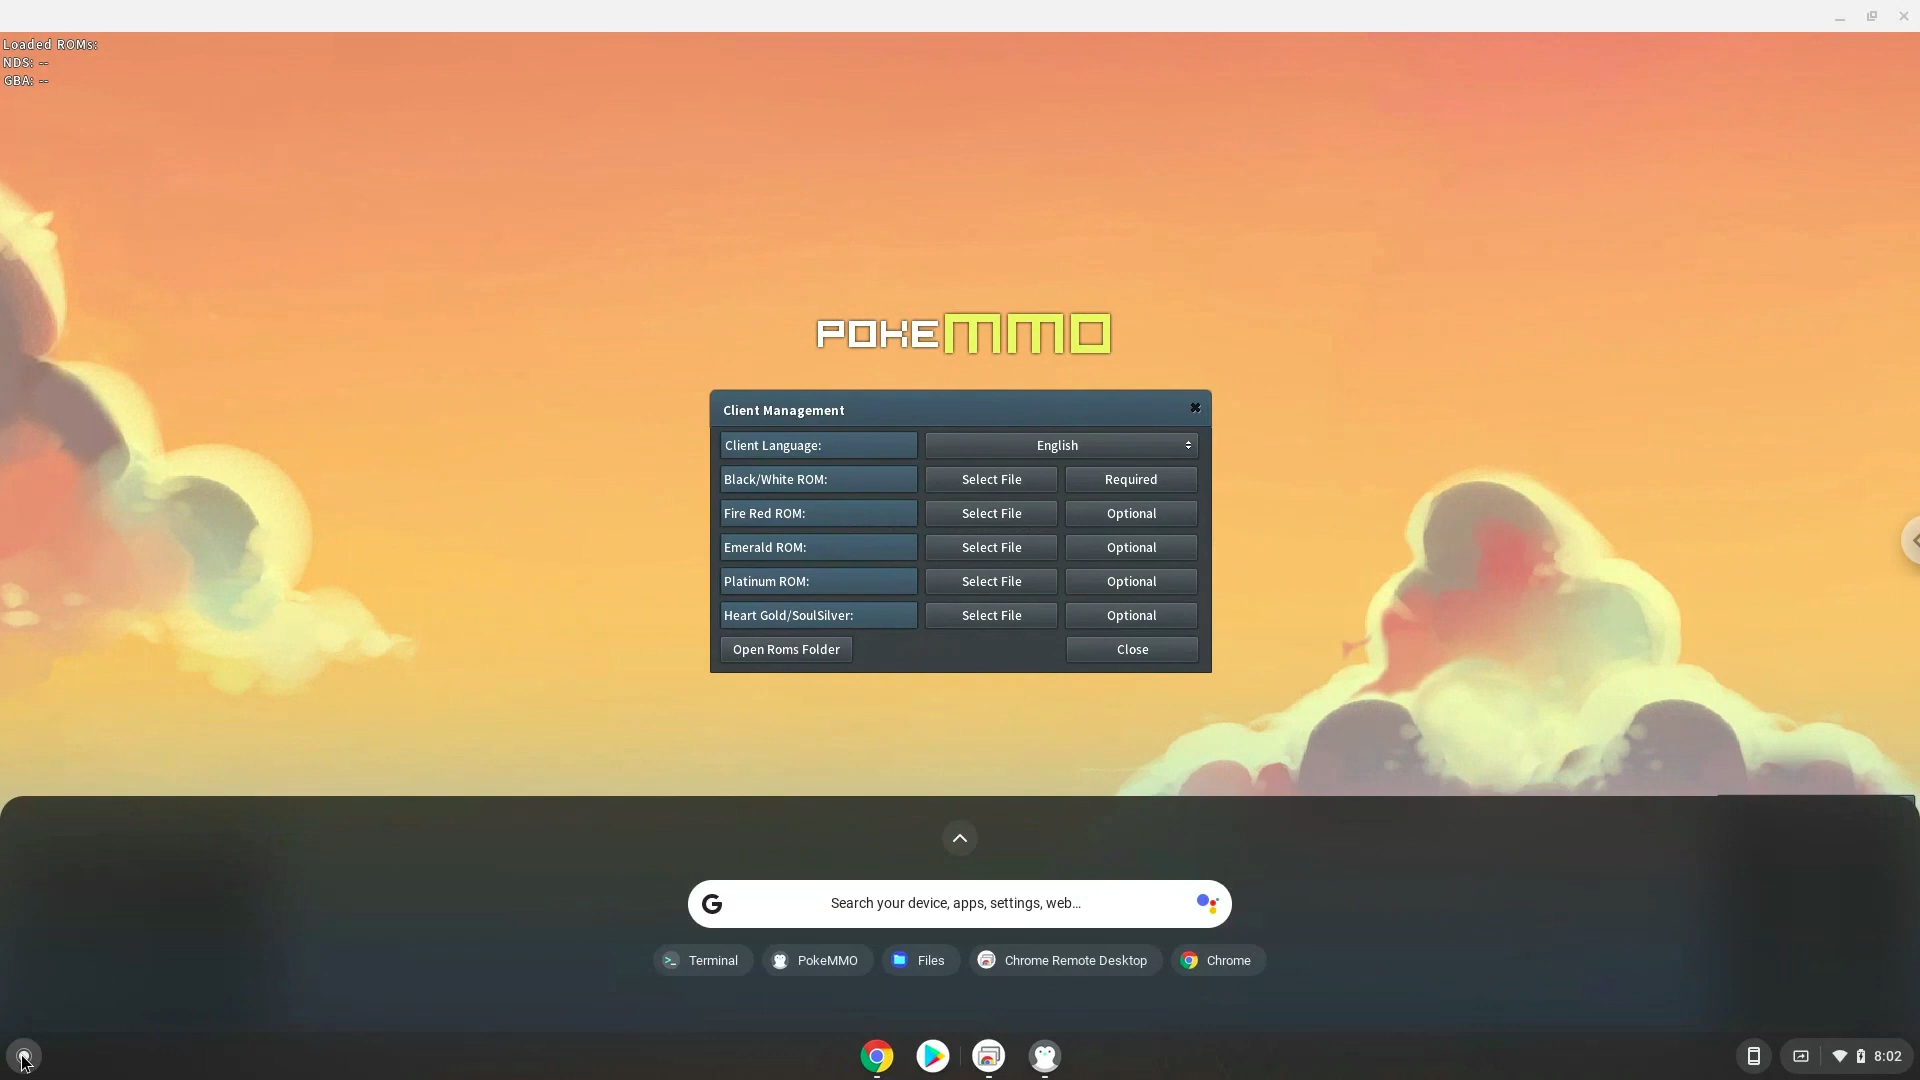 Loaded ROMs:
NDS: --
GBA: --
POKEMMO
Client Management
Client Language: English
Black/White ROM: Select File Required
Fire Red ROM: Select File Optional
Emerald ROM: Select File Optional
Platinum ROM: Select File Optional
Heart Gold/SoulSilver: Select File Optional
Open Roms Folder Close
G Search your device, apps, settings, web...
Terminal PokeMMO Files Chrome Remote Desktop Chrome
8:02